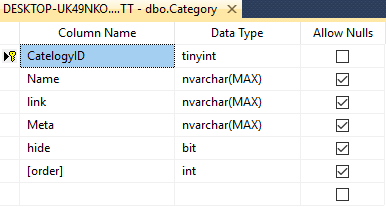 DESKTOP-UK49NKO....TT - dbo.Category ×
Column Name Data Type Allow Nulls
CatelogyID tinyint
Name nvarchar(MAX)
link nvarchar(MAX)
Meta nvarchar(MAX)
hide bit
[order] int